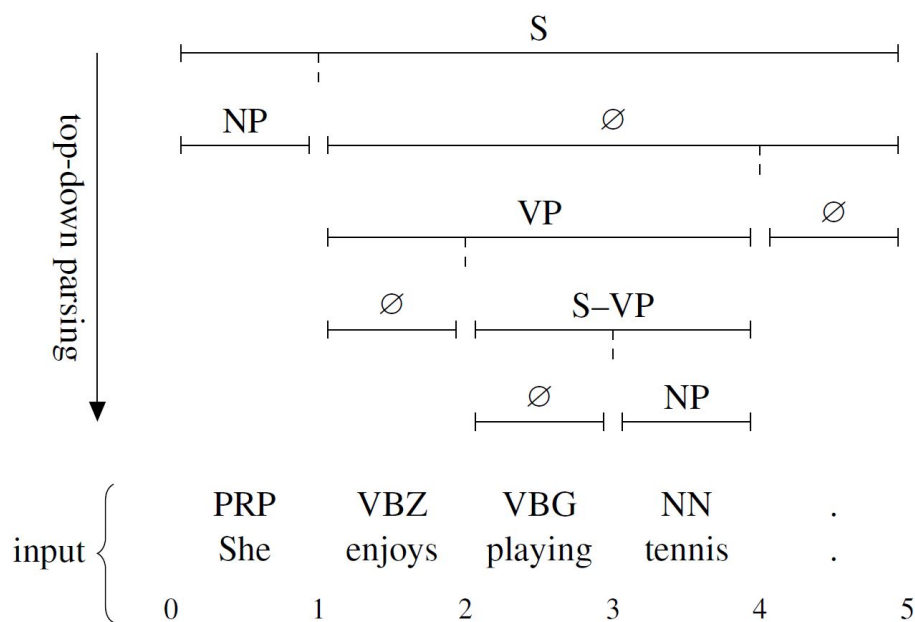 S
NP ∅
VP ∅
∅ S–VP
∅ NP
top-down parsing
PRP VBZ VBG NN .
input She enjoys playing tennis .
0 1 2 3 4 5